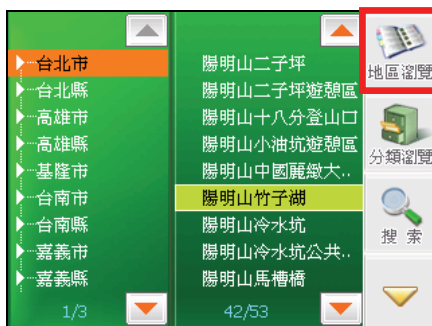 台北市
台北縣
高雄市
高雄縣
基隆市
台南市
台南縣
嘉義市
嘉義縣
1/3
陽明山二子坪
陽明山二子坪遊憩區
陽明山十八分登山口
陽明山小油坑遊憩區
陽明山中國麗緻大..
陽明山竹子湖
陽明山冷水坑
陽明山冷水坑公共..
陽明山馬槽橋
42/53
地區瀏覽
分類瀏覽
搜索